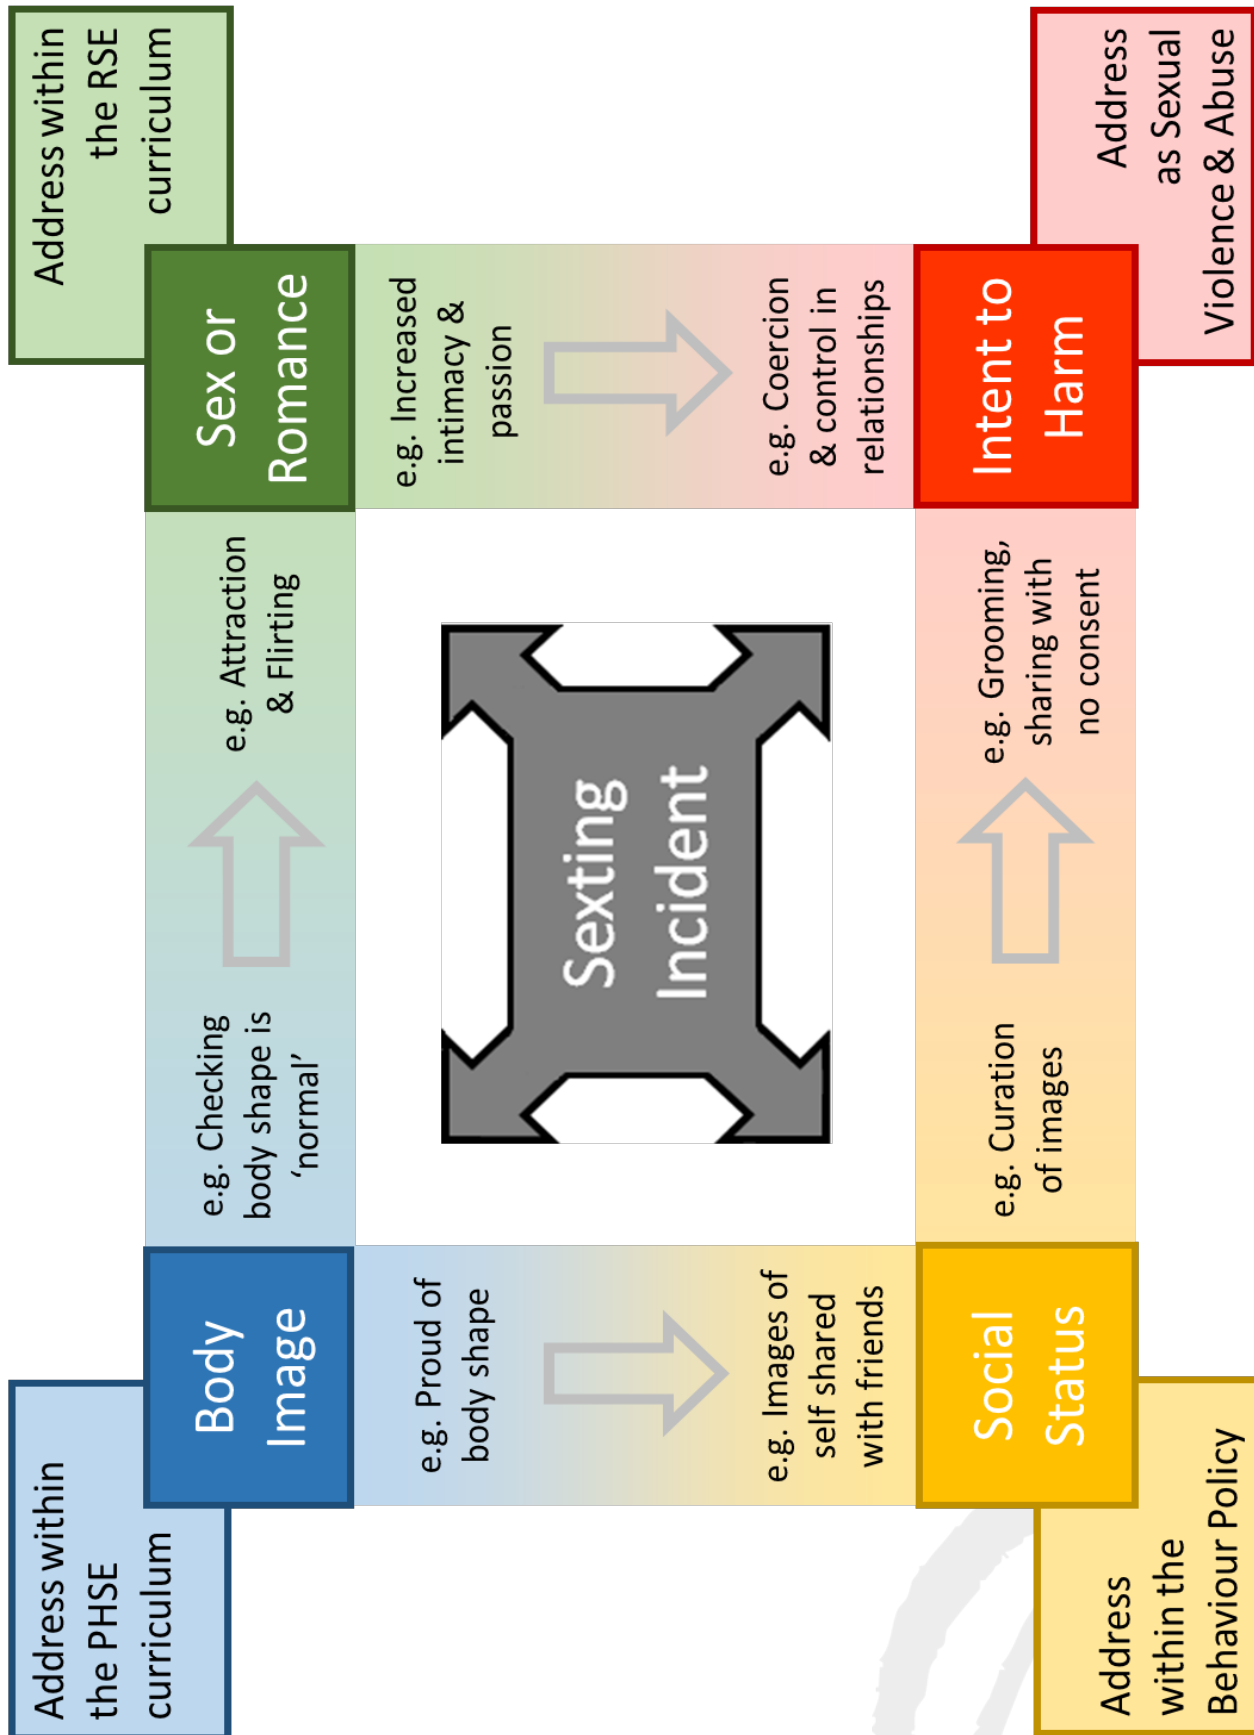 Address within
the PHSE
curriculum
Address within
the RSE
curriculum
Body
Image
e.g. Checking
body shape is
‘normal’
e.g. Attraction
& Flirting
Sex or
Romance
e.g. Proud of
body shape
e.g. Increased
intimacy &
passion
Sexting
Incident
e.g. Images of
self shared
with friends
e.g. Coercion
& control in
relationships
Social
Status
e.g. Curation
of images
e.g. Grooming,
sharing with
no consent
Intent to
Harm
Address
within the
Behaviour Policy
Address
as Sexual
Violence & Abuse